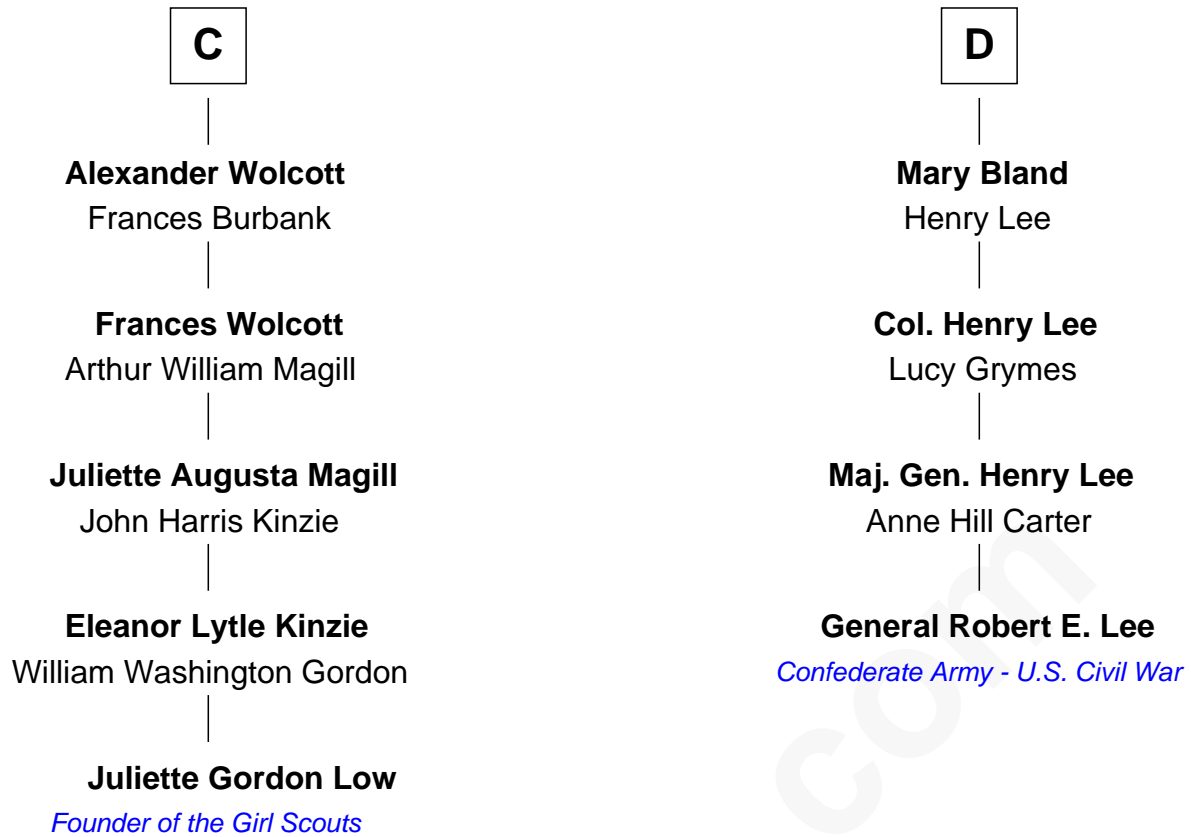 C
Alexander Wolcott
Frances Burbank
Frances Wolcott
Arthur William Magill
Juliette Augusta Magill
John Harris Kinzie
Eleanor Lytle Kinzie
William Washington Gordon
Juliette Gordon Low
Founder of the Girl Scouts
D
Mary Bland
Henry Lee
Col. Henry Lee
Lucy Grymes
Maj. Gen. Henry Lee
Anne Hill Carter
General Robert E. Lee
Confederate Army - U.S. Civil War
com